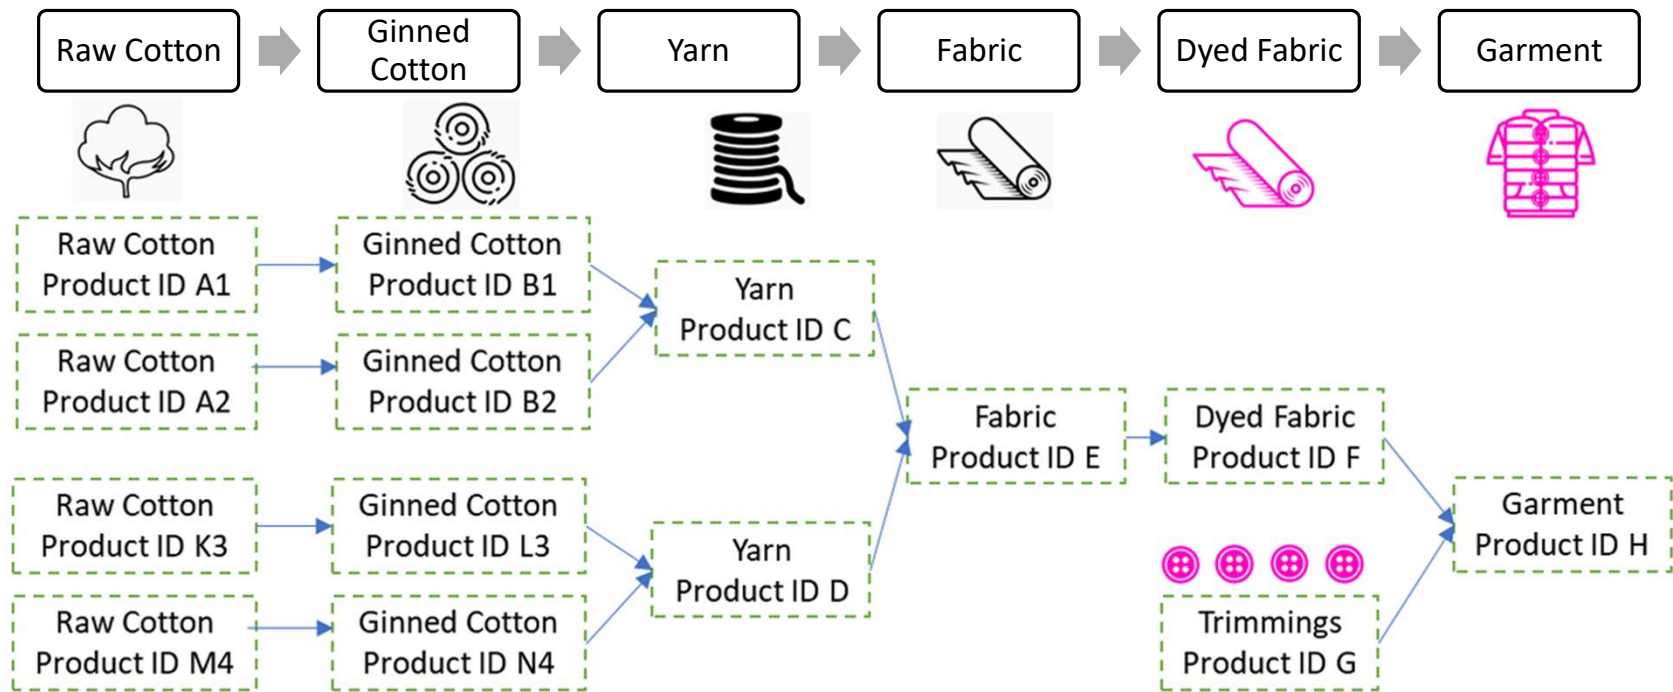 Raw Cotton
Ginned
Cotton
Yarn
Fabric
Dyed Fabric
Garment
Raw Cotton
Product ID A1
Ginned Cotton
Product ID B1
Yarn
Product ID C
Raw Cotton
Product ID A2
Ginned Cotton
Product ID B2
Fabric
Product ID E
Dyed Fabric
Product ID F
Raw Cotton
Product ID K3
Ginned Cotton
Product ID L3
Yarn
Product ID D
Garment
Product ID H
Raw Cotton
Product ID M4
Ginned Cotton
Product ID N4
Trimmings
Product ID G